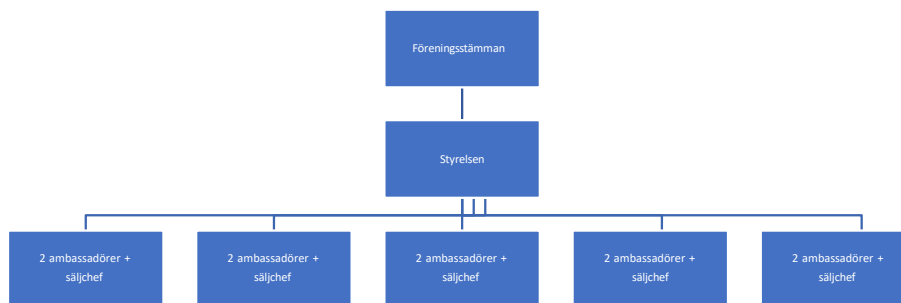 Föreningsstämman
Styrelsen
2 ambassadörer +
säljchef
2 ambassadörer +
säljchef
2 ambassadörer +
säljchef
2 ambassadörer +
säljchef
2 ambassadörer +
säljchef